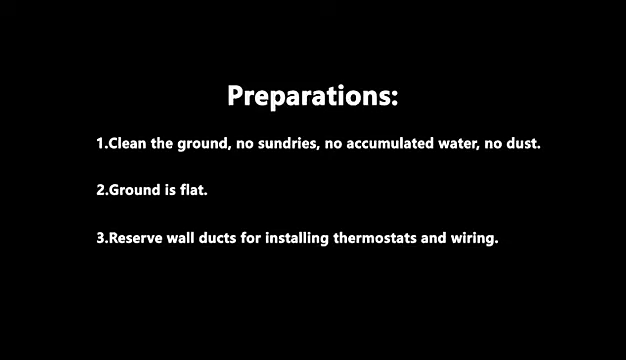 Preparations:
1.Clean the ground, no sundries, no accumulated water, no dust.
2.Ground is flat.
3.Reserve wall ducts for installing thermostats and wiring.